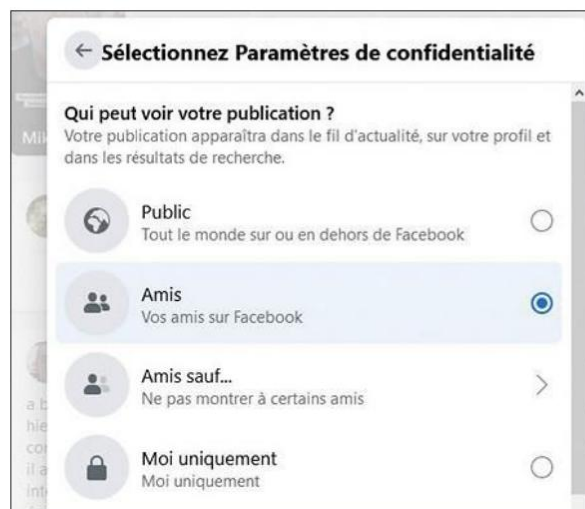 Sélectionnez Paramètres de confidentialité
Qui peut voir votre publication ?
Votre publication apparaîtra dans le fil d'actualité, sur votre profil et
dans les résultats de recherche.
Public
Tout le monde sur ou en dehors de Facebook
Amis
Vos amis sur Facebook
Amis sauf...
Ne pas montrer à certains amis
Moi uniquement
Moi uniquement